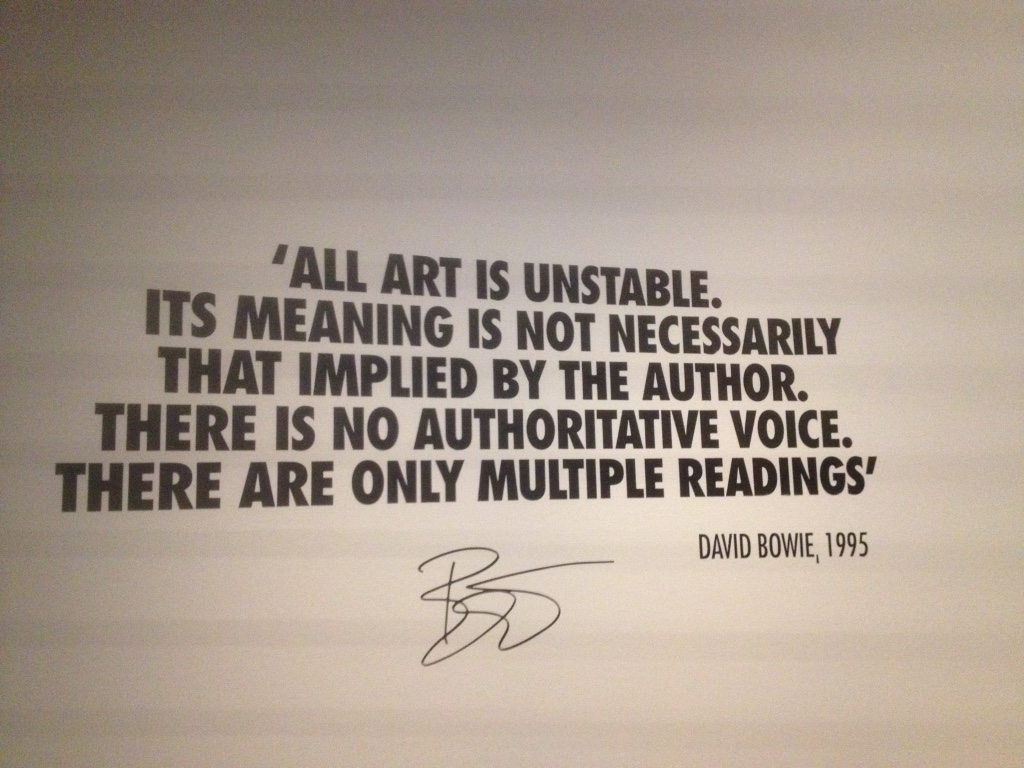 'ALL ART IS UNSTABLE.
ITS MEANING IS NOT NECESSARILY
THAT IMPLIED BY THE AUTHOR.
THERE IS NO AUTHORITATIVE VOICE.
THERE ARE ONLY MULTIPLE READINGS'
DAVID BOWIE, 1995